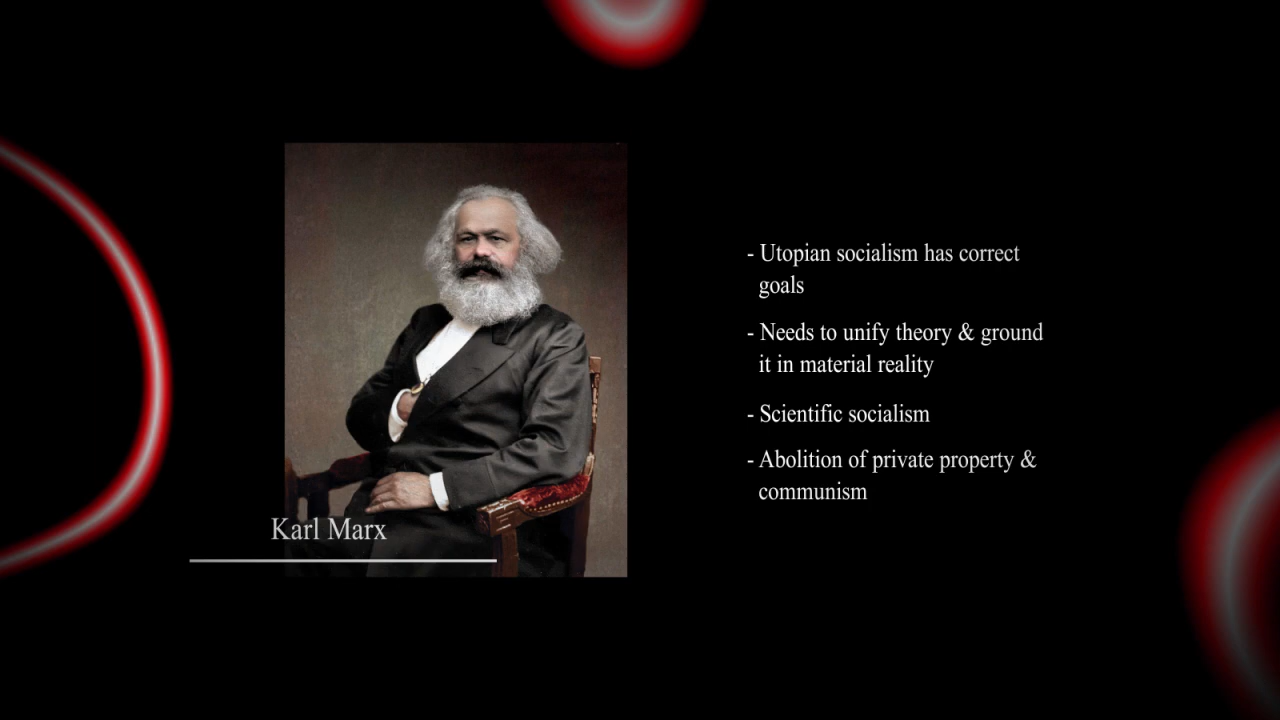 - Utopian socialism has correct
goals
- Needs to unify theory & ground
it in material reality
- Scientific socialism
- Abolition of private property &
communism
Karl Marx